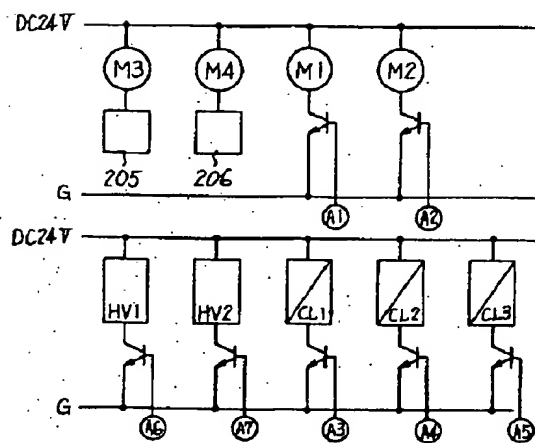 DC24V
M3 M4 M1 M2
205 206
G
A1 A2
DC24V
HV1 HV2 CL1 CL2 CL3
G
A6 A7 A3 A4 A5